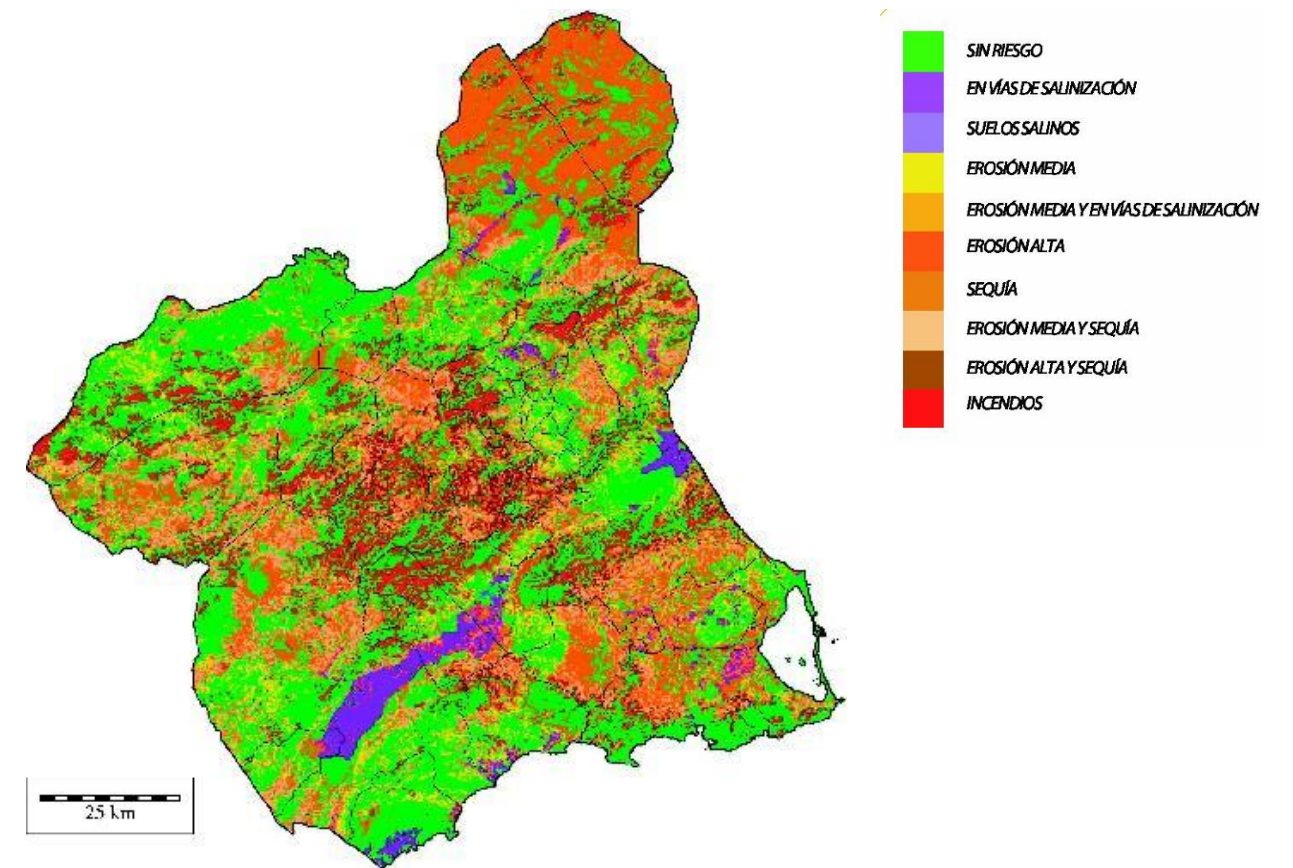 SIN RIESGO
EN VÍAS DE SALINIZACIÓN
SUELOS SALINOS
EROSIÓN MEDIA
EROSIÓN MEDIA Y EN VÍAS DE SALINIZACIÓN
EROSIÓN ALTA
SEQUÍA
EROSIÓN MEDIA Y SEQUÍA
EROSIÓN ALTA Y SEQUÍA
INCENDIOS
25 km